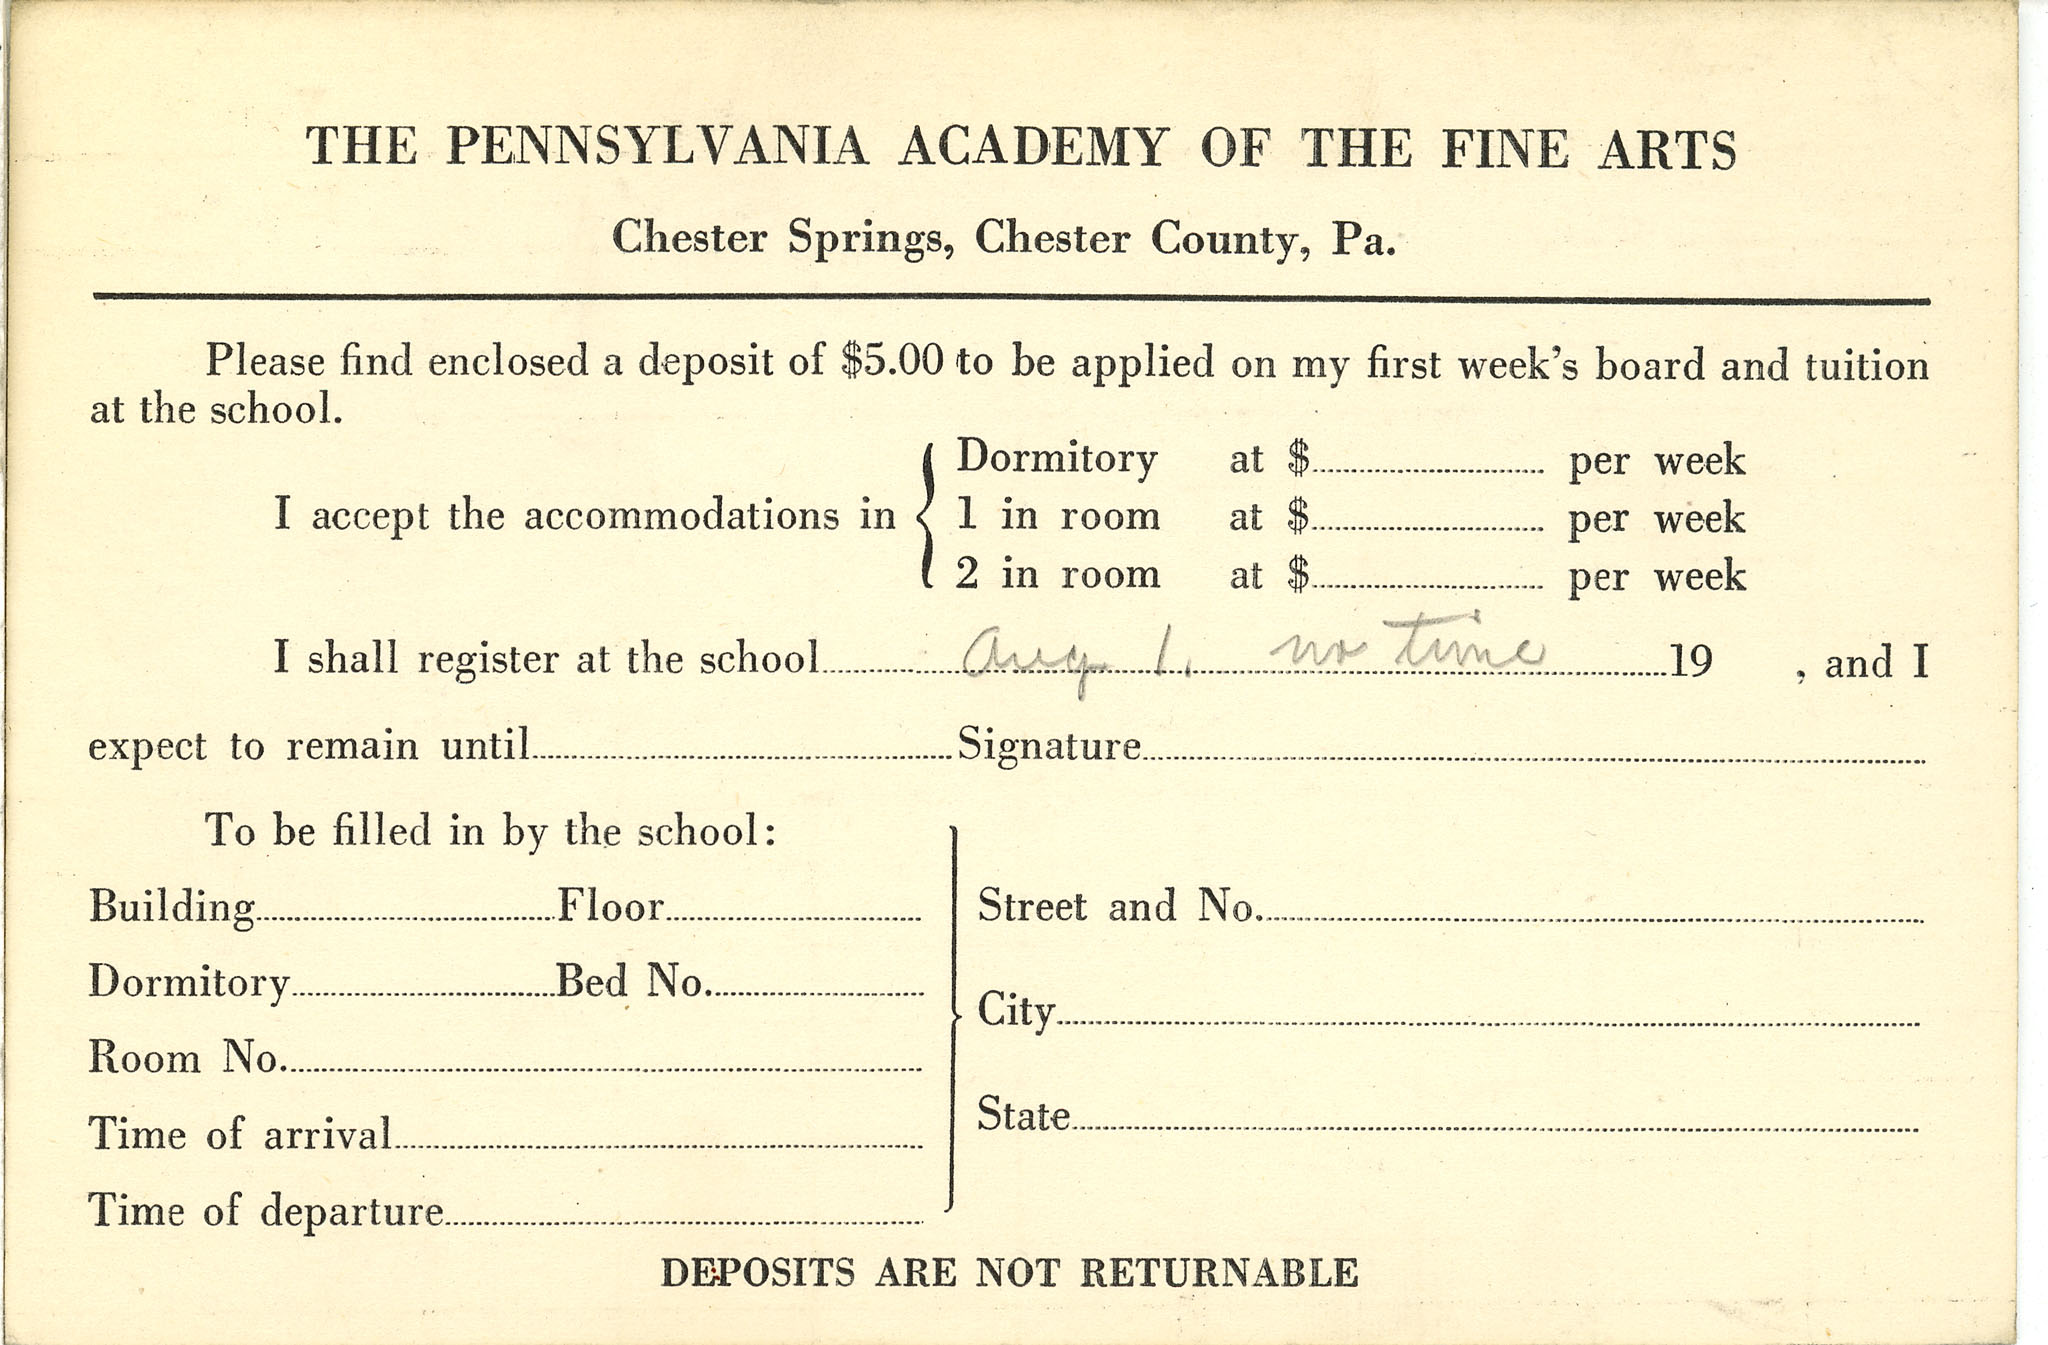 THE PENNSYLVANIA ACADEMY OF THE FINE ARTS
Chester Springs, Chester County, Pa.
Please find enclosed a deposit of $5.00 to be applied on my first week's board and tuition
at the school.
I accept the accommodations in
Dormitory at $ per week
1 in room at $ per week
2 in room at $ per week
I shall register at the school Aug 1. no time 19 , and I
expect to remain until Signature
To be filled in by the school:
Building Floor
Dormitory Bed No.
Room No.
Time of arrival
Time of departure
Street and No.
City
State
DEPOSITS ARE NOT RETURNABLE